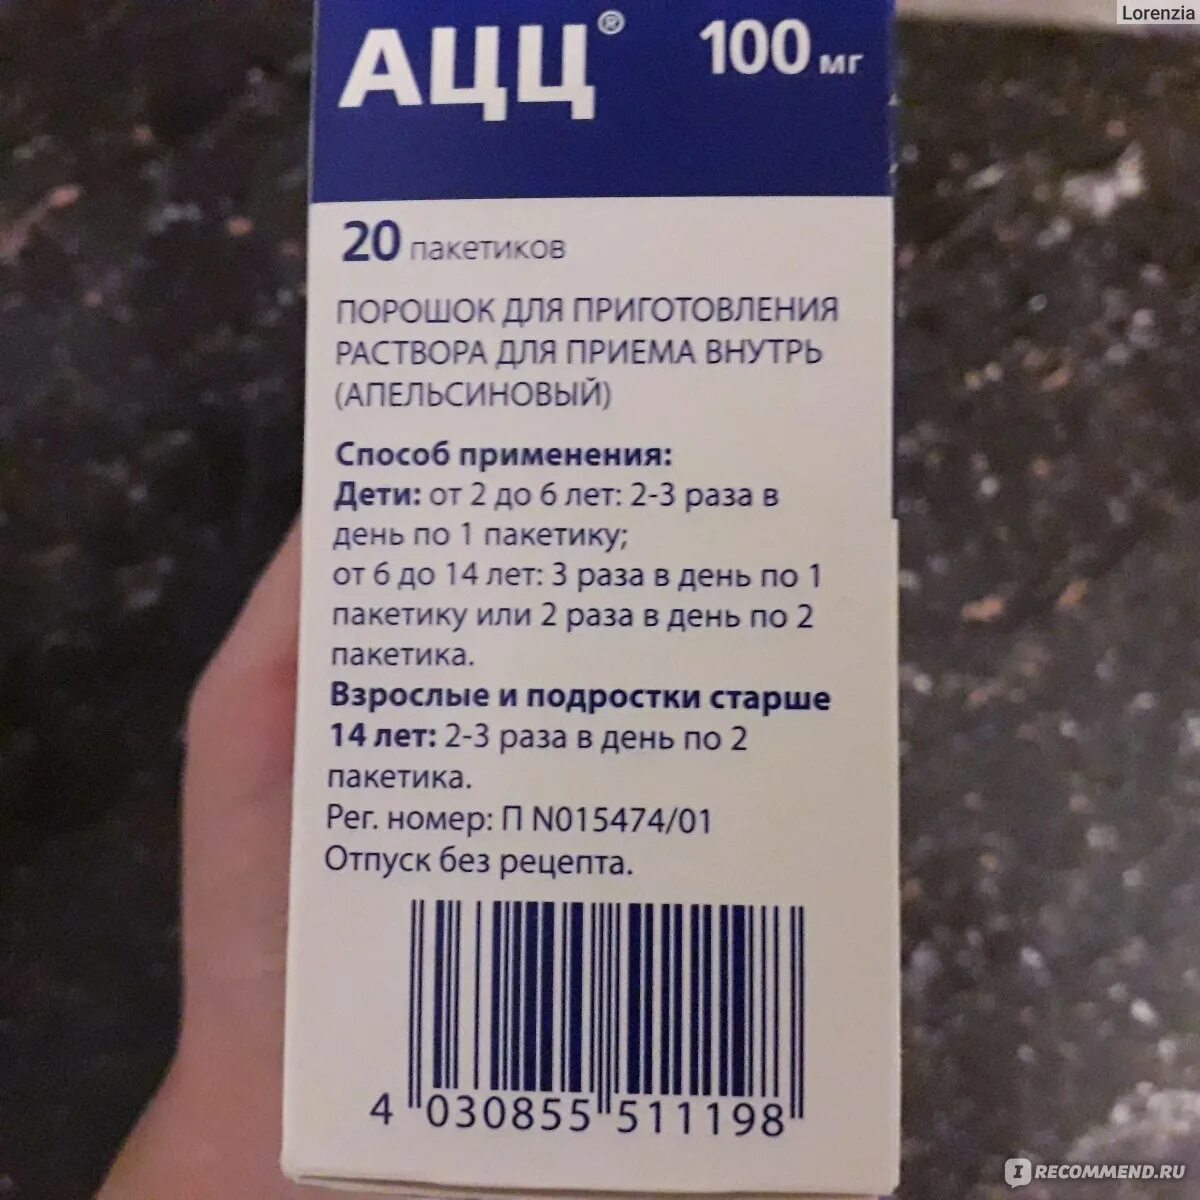 Lorenzia
АЦЦ® 100 мг
20 пакетиков
ПОРОШОК ДЛЯ ПРИГОТОВЛЕНИЯ
РАСТВОРА ДЛЯ ПРИЕМА ВНУТРЬ
(АПЕЛЬСИНОВЫЙ)
Способ применения:
Дети: от 2 до 6 лет: 2-3 раза в
день по 1 пакетику;
от 6 до 14 лет: 3 раза в день по 1
пакетику или 2 раза в день по 2
пакетика.
Взрослые и подростки старше
14 лет: 2-3 раза в день по 2
пакетика.
Рег. номер: П N015474/01
Отпуск без рецепта.
4 030855 511198
IRECOMMEND.RU